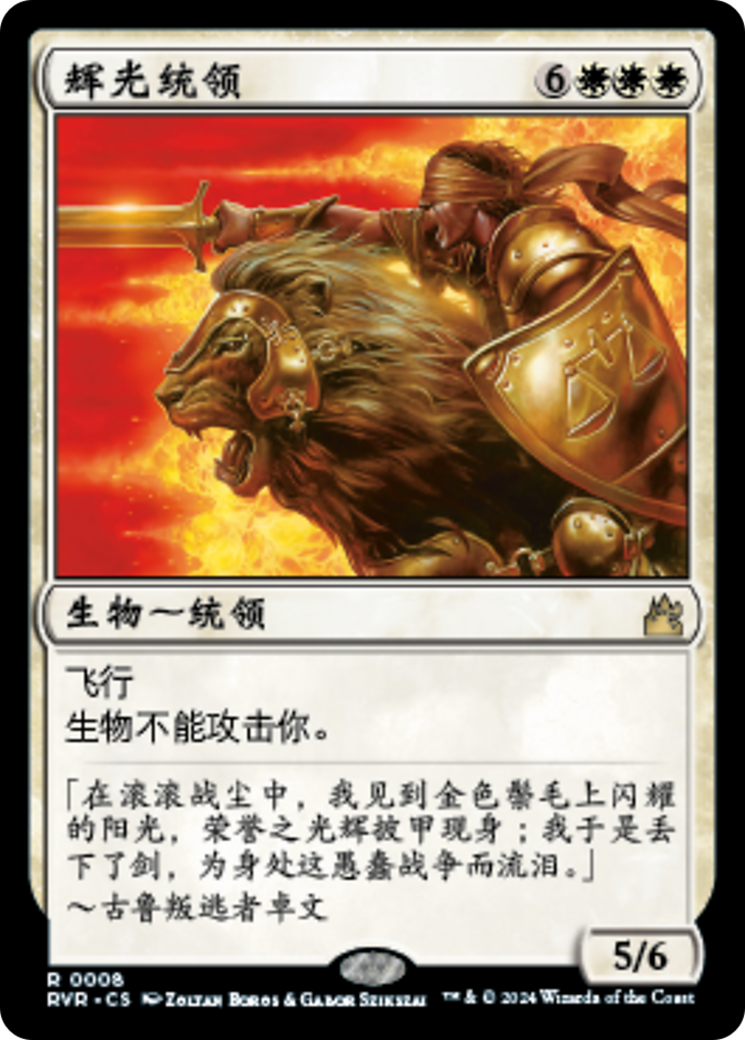 辉光统领 6
生物～统领
飞行
生物不能攻击你。
「在滚滚战尘中，我见到金色鬃毛上闪耀
的阳光，荣誉之光辉披甲现身；我于是丢
下了剑，为身处这愚蠢战争而流泪。」
～古鲁叛逃者卓文
5/6
R 0008
RVR • CS Zoltan Boros & Gabor Szikszai ™ & © 2024 Wizards of the Coast